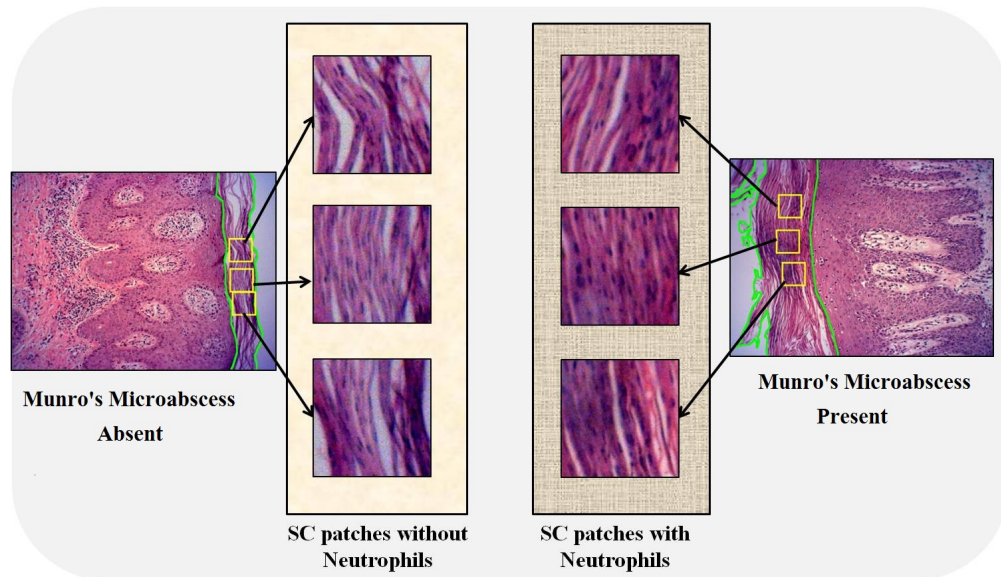 Munro's Microabscess
Absent
SC patches without
Neutrophils
SC patches with
Neutrophils
Munro's Microabscess
Present